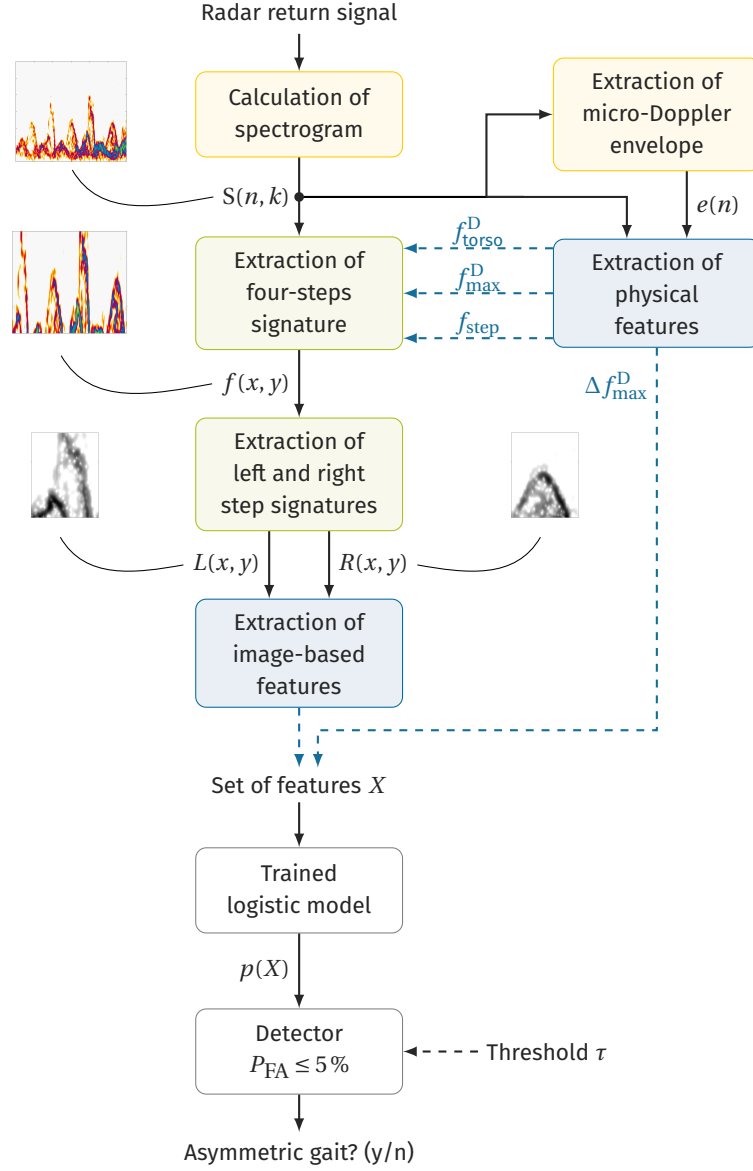 Radar return signal
Calculation of
spectrogram
Extraction of
micro-Doppler
envelope
S(n, k)
e(n)
Extraction of
four-steps
signature
f^D_torso
f^D_max
f_step
Extraction of
physical
features
Δf^D_max
f(x, y)
Extraction of
left and right
step signatures
L(x, y)
R(x, y)
Extraction of
image-based
features
Set of features X
Trained
logistic model
p(X)
Detector
P_FA ≤ 5 %
Threshold τ
Asymmetric gait? (y/n)